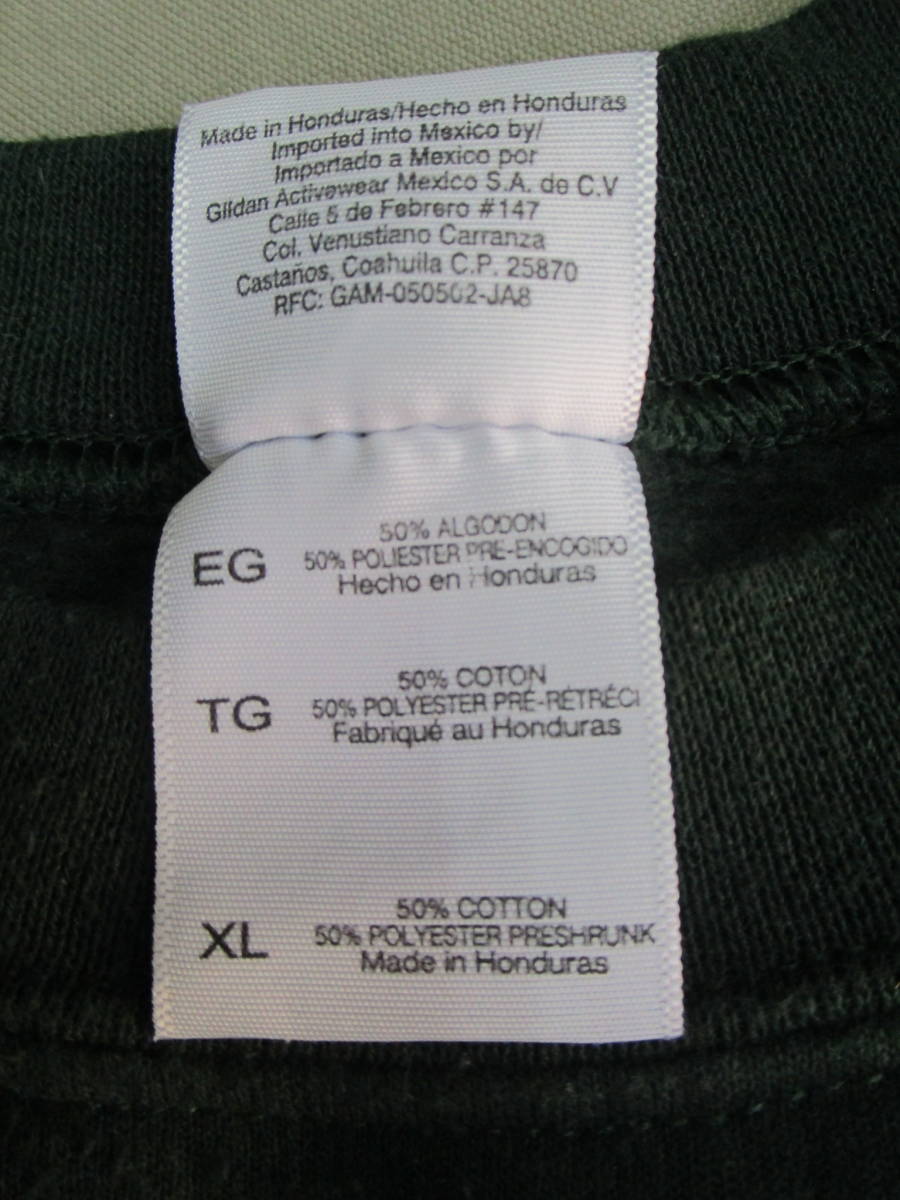 Made in Honduras/Hecho en Honduras
Imported into Mexico by/
Importado a Mexico por
Gildan Activewear Mexico S.A. de C.V
Calle 5 de Febrero #147
Col. Venustiano Carranza
Castaños, Coahuila C.P. 25870
RFC: GAM-050502-JA8
50% ALGODON
EG 50% POLIESTER PRE-ENCOGIDO
Hecho en Honduras
50% COTON
TG 50% POLYESTER PRÉ-RÉTRÉCI
Fabriqué au Honduras
50% COTTON
XL 50% POLYESTER PRESHRUNK
Made in Honduras